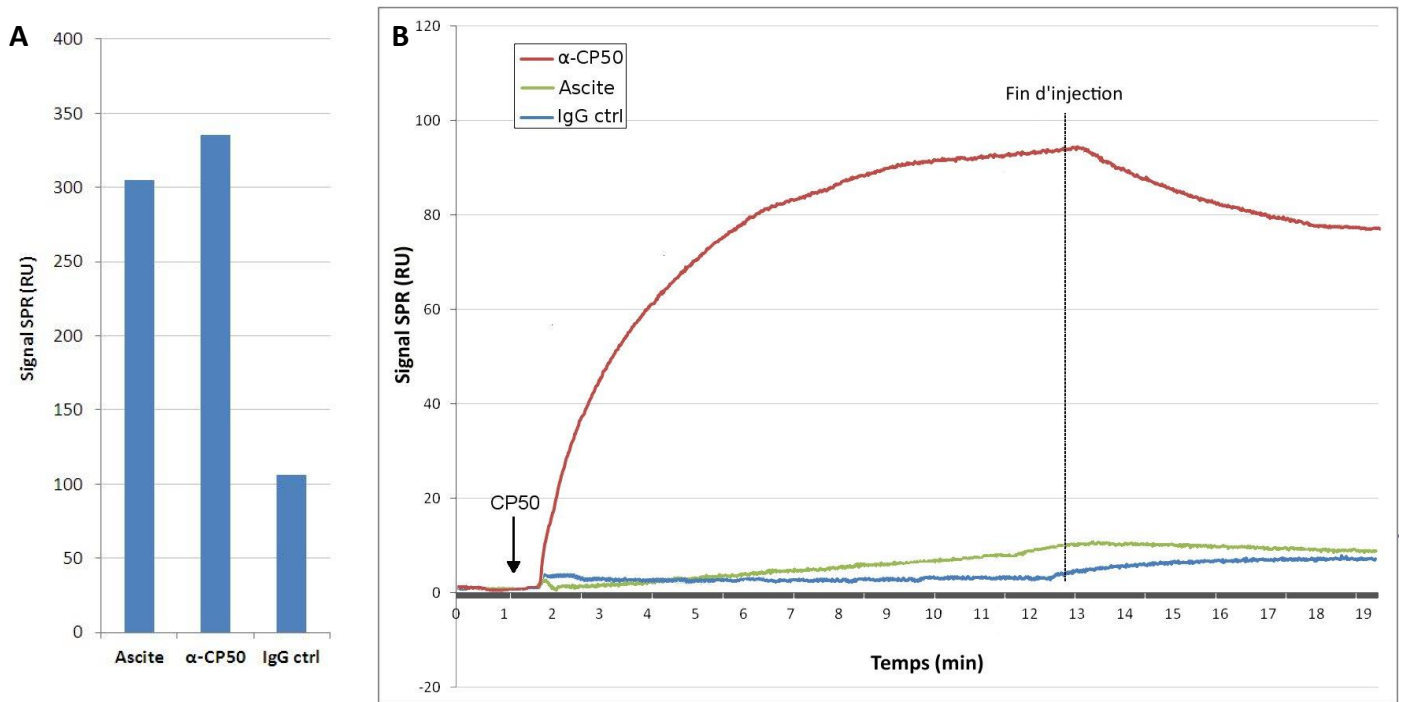 A
400
350
300
250
200
150
100
50
0
Signal SPR (RU)
Ascite α-CP50 IgG ctrl
B
120
100
80
60
40
20
0
-20
Signal SPR (RU)
α-CP50
Ascite
IgG ctrl
Fin d'injection
CP50
0 1 2 3 4 5 6 7 8 9 10 11 12 13 14 15 16 17 18 19
Temps (min)